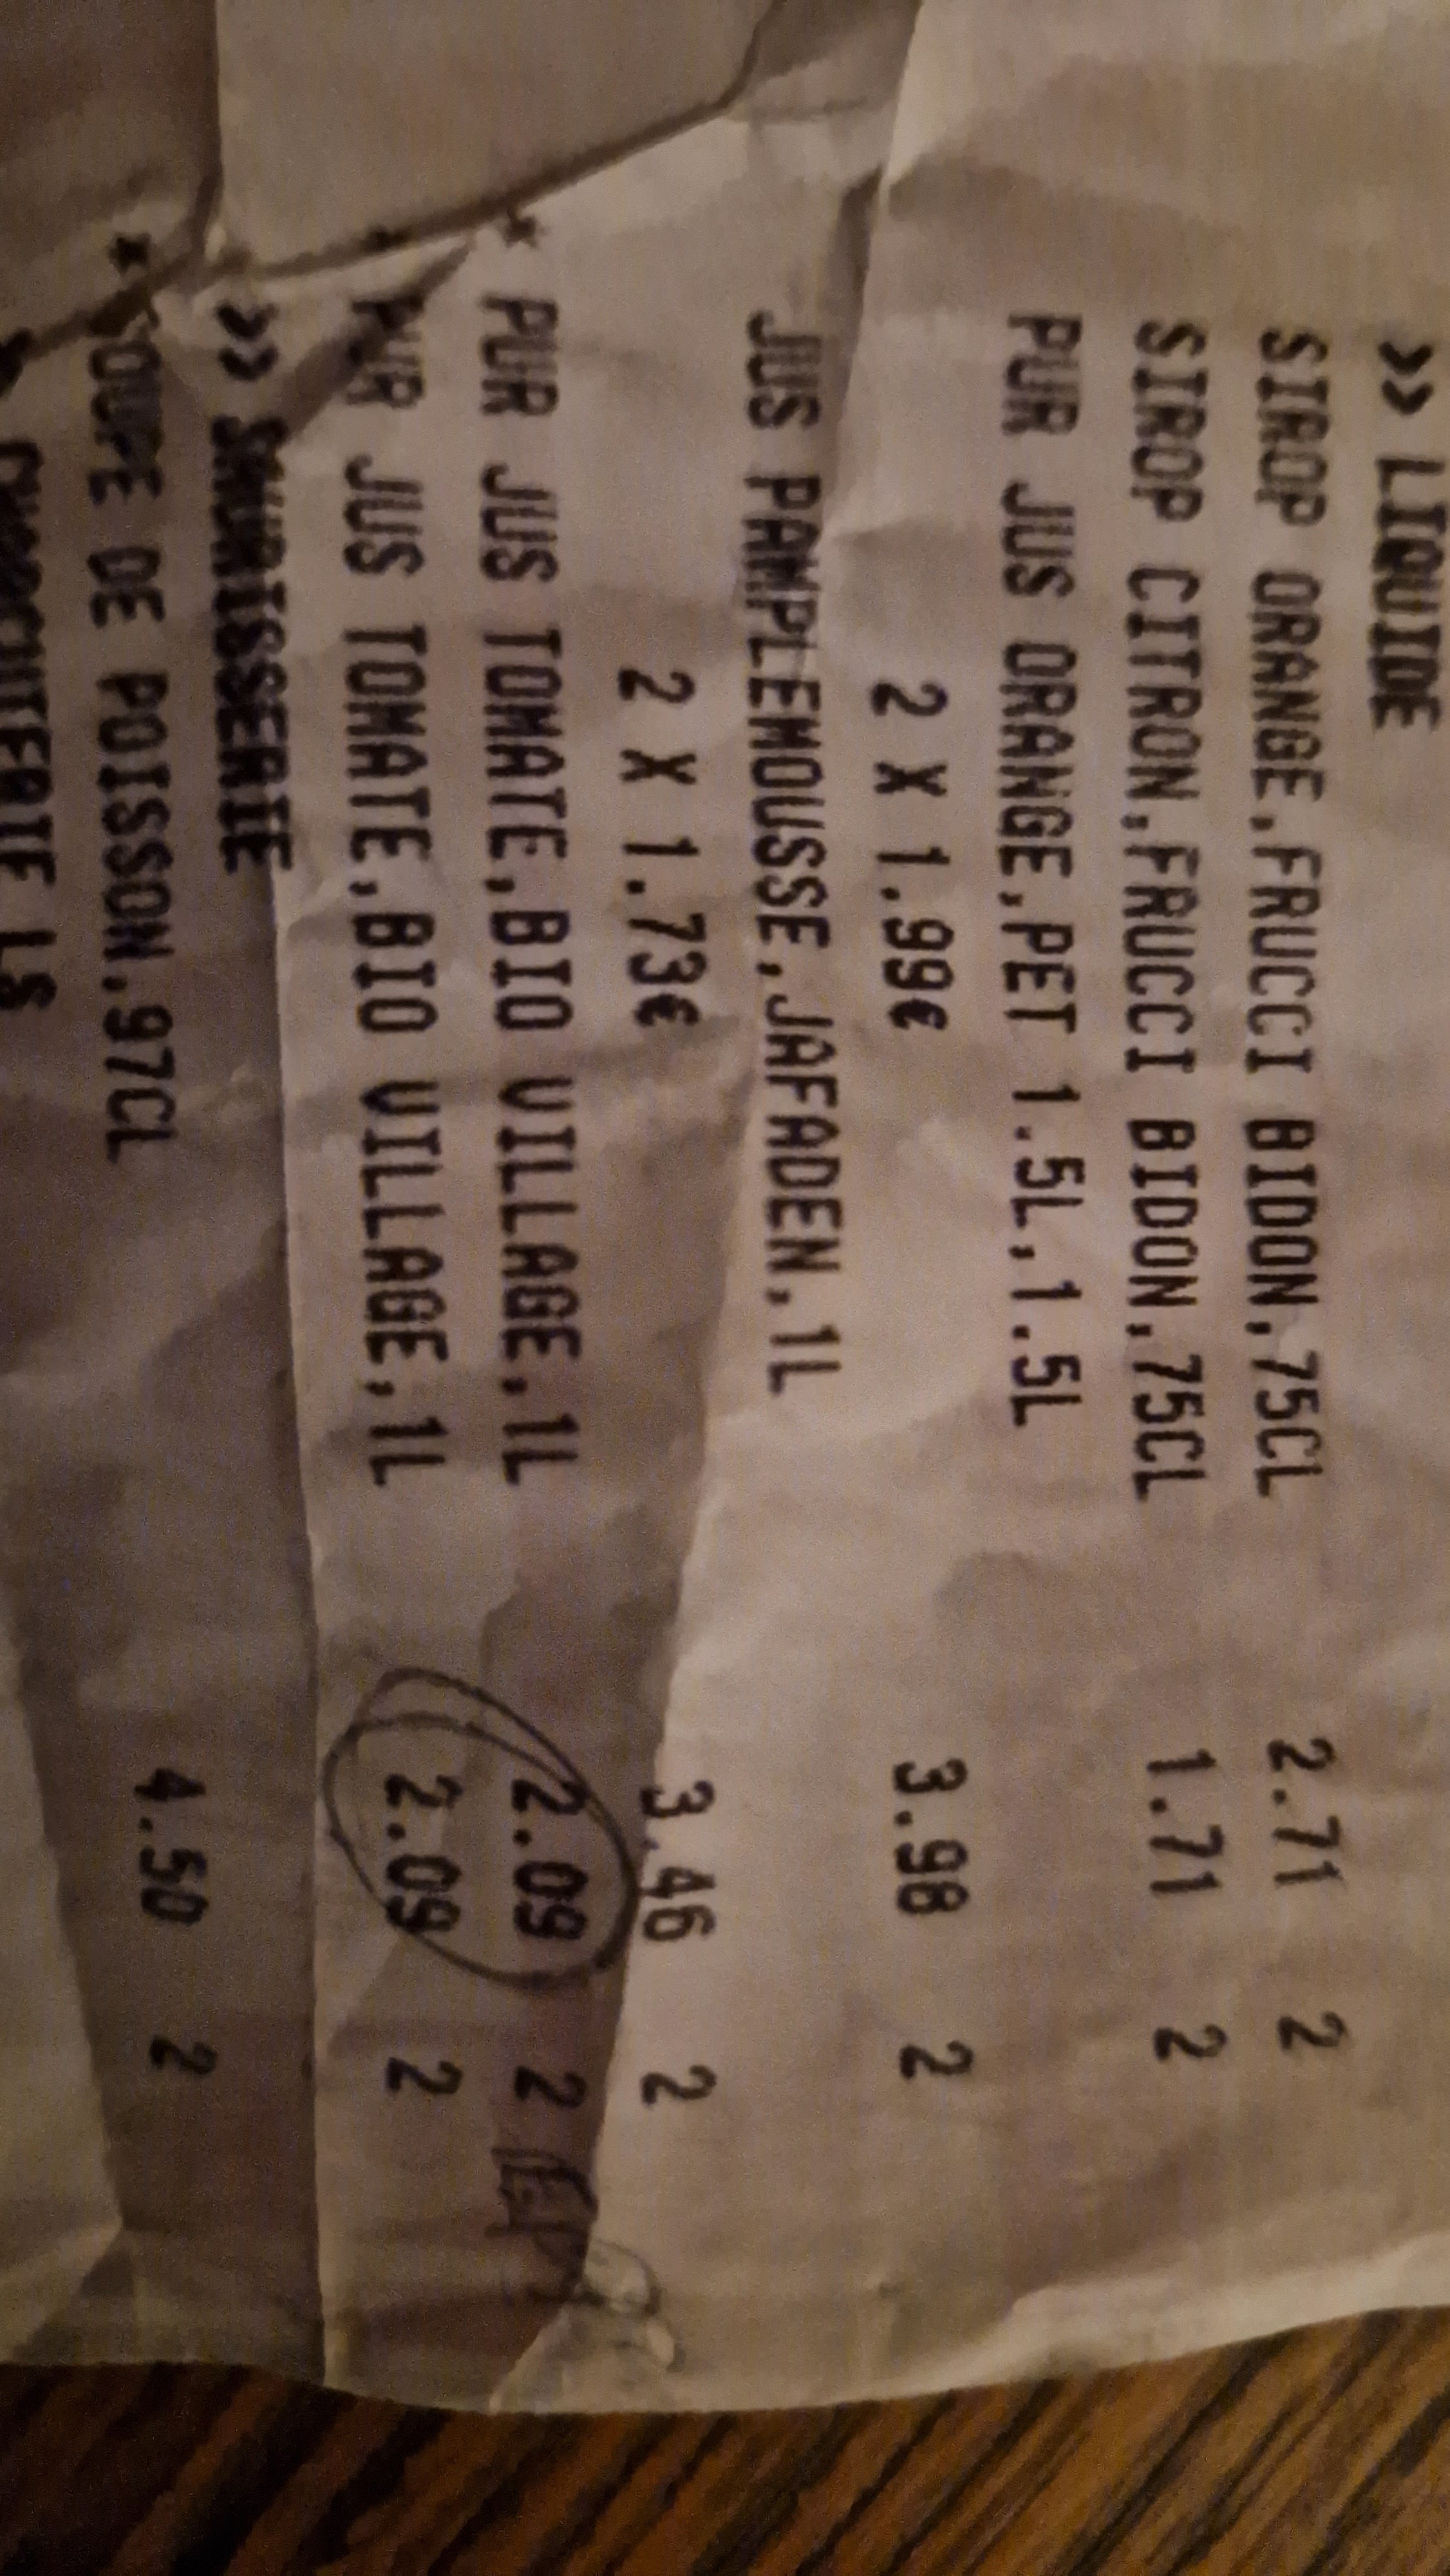 >> LIQUIDE
SIROP ORANGE,FRUCCI BIDON,75CL 2.71 2
SIROP CITRON,FRUCCI BIDON,75CL 1.71 2
PUR JUS ORANGE,PET 1.5L,1.5L
2 X 1.99€ 3.98 2
JUS PAMPLEMOUSSE,JAFADEN,1L
2 X 1.73€ 3.46 2
* PUR JUS TOMATE,BIO VILLAGE,1L 2.09 2
* PUR JUS TOMATE,BIO VILLAGE,1L 2.09 2
>>
* SOUPE DE POISSON,97CL 4.50 2
LS